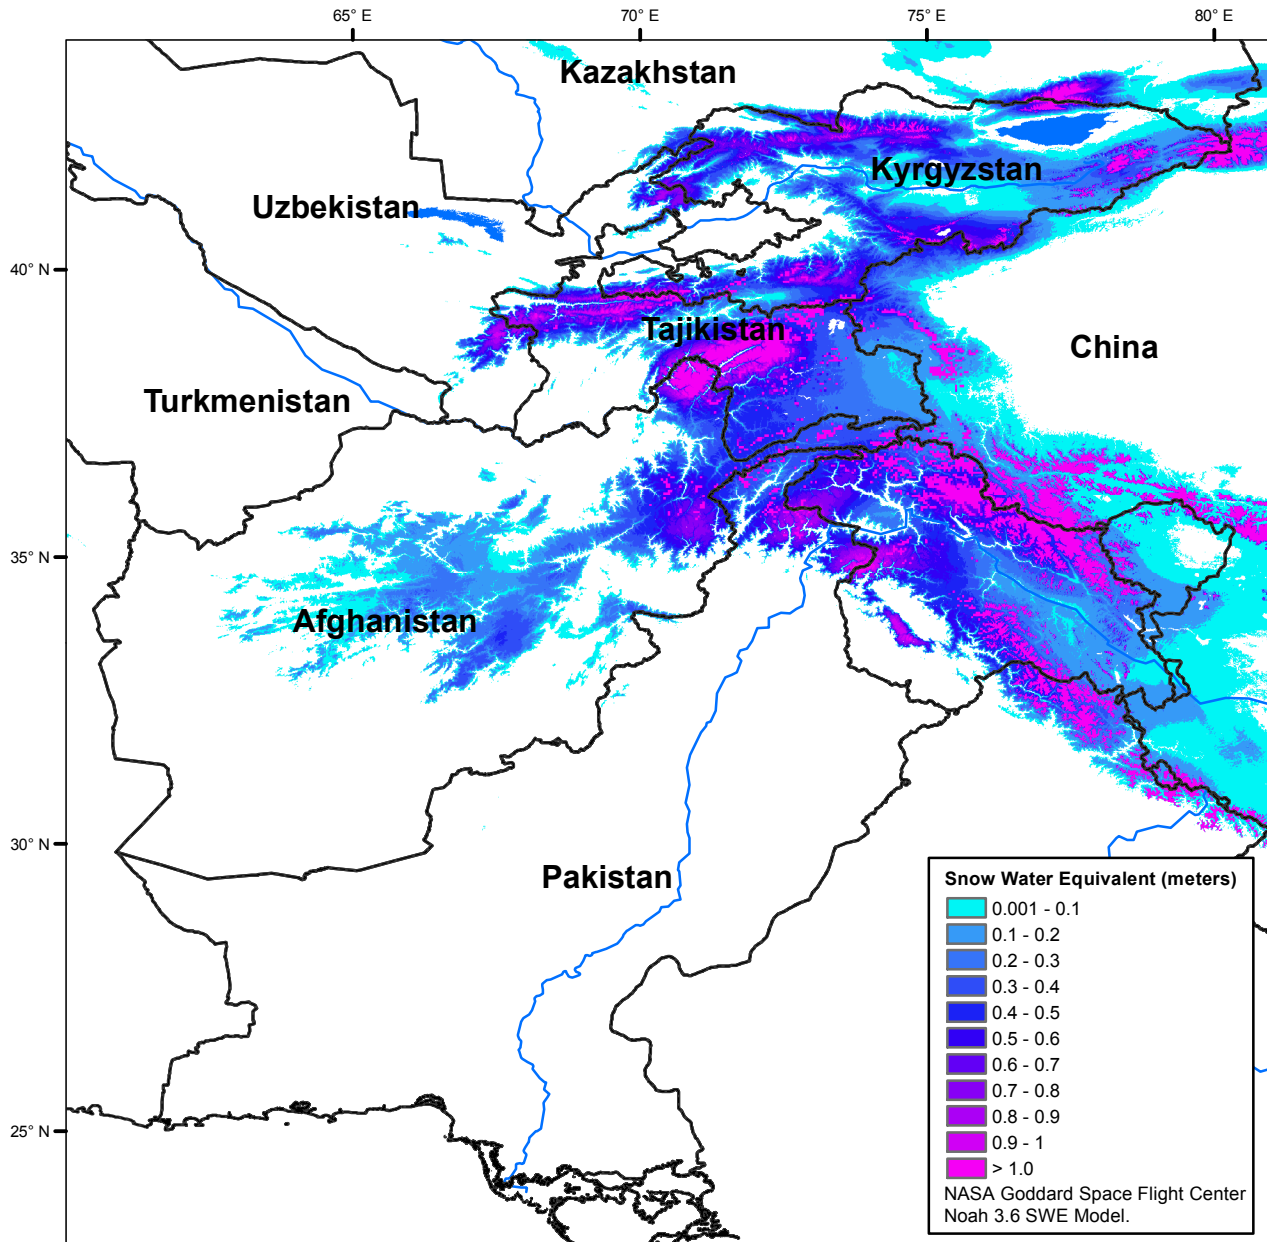 65° E
70° E
75° E
80° E
Kazakhstan
Kyrgyzstan
Uzbekistan
40° N
Tajikistan
China
Turkmenistan
35° N
Afghanistan
30° N
Pakistan
25° N
Snow Water Equivalent (meters)
0.001 - 0.1
0.1 - 0.2
0.2 - 0.3
0.3 - 0.4
0.4 - 0.5
0.5 - 0.6
0.6 - 0.7
0.7 - 0.8
0.8 - 0.9
0.9 - 1
> 1.0
NASA Goddard Space Flight Center
Noah 3.6 SWE Model.